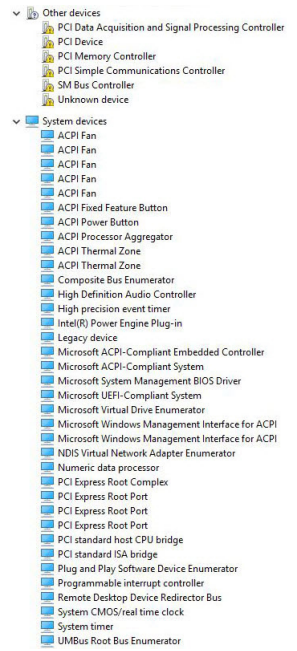 Other devices
PCI Data Acquisition and Signal Processing Controller
PCI Device
PCI Memory Controller
PCI Simple Communications Controller
SM Bus Controller
Unknown device
System devices
ACPI Fan
ACPI Fan
ACPI Fan
ACPI Fan
ACPI Fan
ACPI Fixed Feature Button
ACPI Power Button
ACPI Processor Aggregator
ACPI Thermal Zone
ACPI Thermal Zone
Composite Bus Enumerator
High Definition Audio Controller
High precision event timer
Intel(R) Power Engine Plug-in
Legacy device
Microsoft ACPI-Compliant Embedded Controller
Microsoft ACPI-Compliant System
Microsoft System Management BIOS Driver
Microsoft UEFI-Compliant System
Microsoft Virtual Drive Enumerator
Microsoft Windows Management Interface for ACPI
Microsoft Windows Management Interface for ACPI
NDIS Virtual Network Adapter Enumerator
Numeric data processor
PCI Express Root Complex
PCI Express Root Port
PCI Express Root Port
PCI Express Root Port
PCI standard host CPU bridge
PCI standard ISA bridge
Plug and Play Software Device Enumerator
Programmable interrupt controller
Remote Desktop Device Redirector Bus
System CMOS/real time clock
System timer
UMBus Root Bus Enumerator